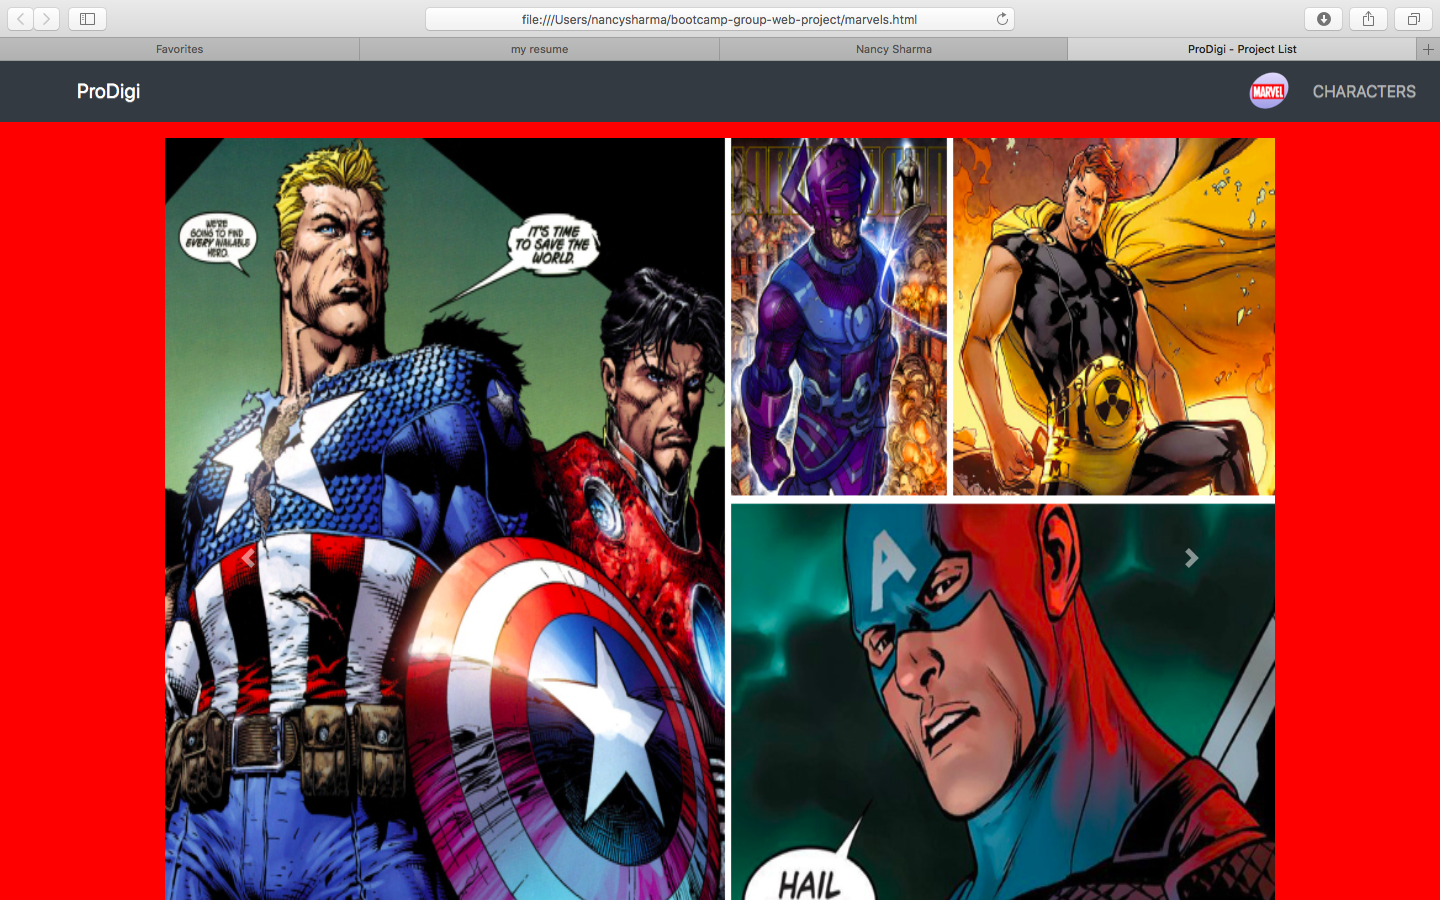 file:///Users/nancysharma/bootcamp-group-web-project/marvels.html
Favorites
my resume
Nancy Sharma
ProDigi - Project List
ProDigi
MARVEL
CHARACTERS
WE'RE
GOING TO FIND
EVERY AVAILABLE
HERO.
IT'S TIME
TO SAVE THE
WORLD.
A
HAIL